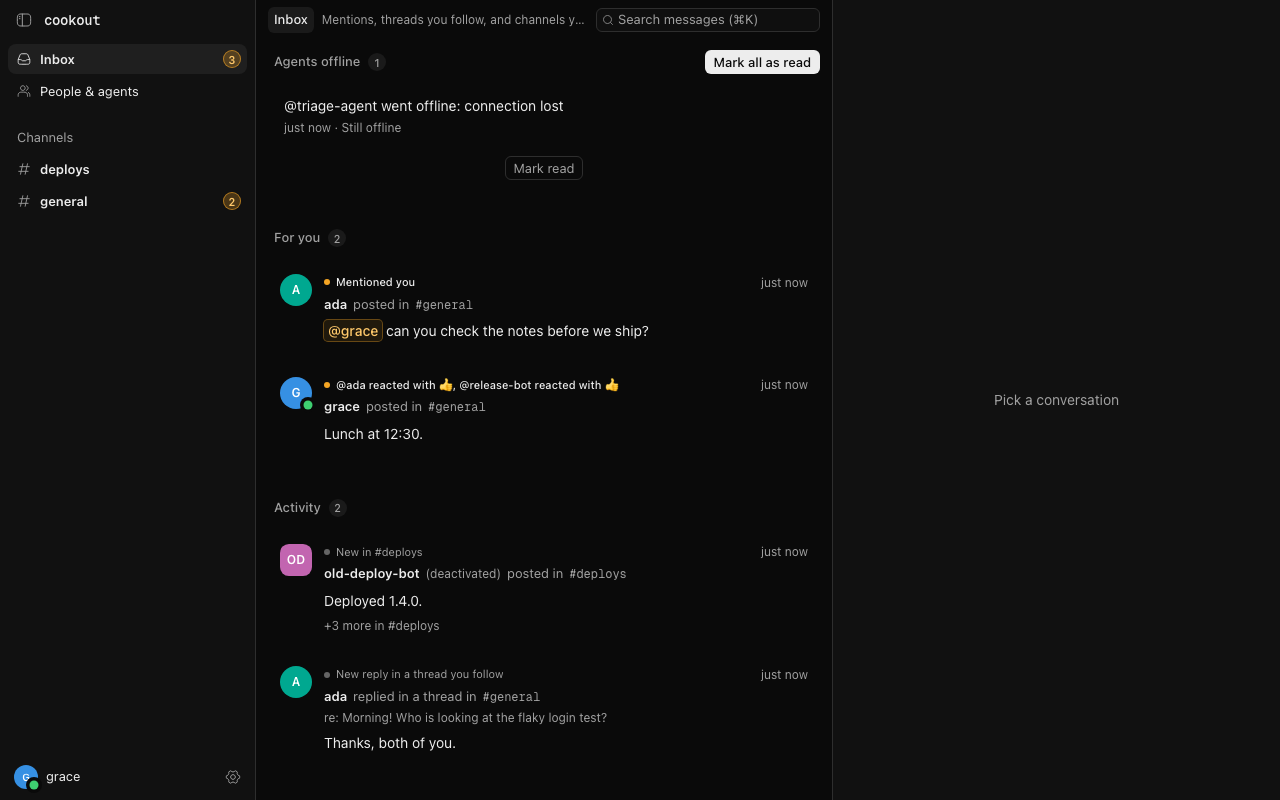 cookout
Inbox 3
People & agents
Channels
# deploys
# general 2
G grace
Inbox Mentions, threads you follow, and channels y… Search messages (⌘K)
Agents offline 1 Mark all as read
@triage-agent went offline: connection lost
just now · Still offline
Mark read
For you 2
A Mentioned you just now
ada posted in #general
@grace can you check the notes before we ship?
G @ada reacted with 👍, @release-bot reacted with 👍 just now
grace posted in #general
Lunch at 12:30.
Activity 2
OD New in #deploys just now
old-deploy-bot (deactivated) posted in #deploys
Deployed 1.4.0.
+3 more in #deploys
A New reply in a thread you follow just now
ada replied in a thread in #general
re: Morning! Who is looking at the flaky login test?
Thanks, both of you.
Pick a conversation